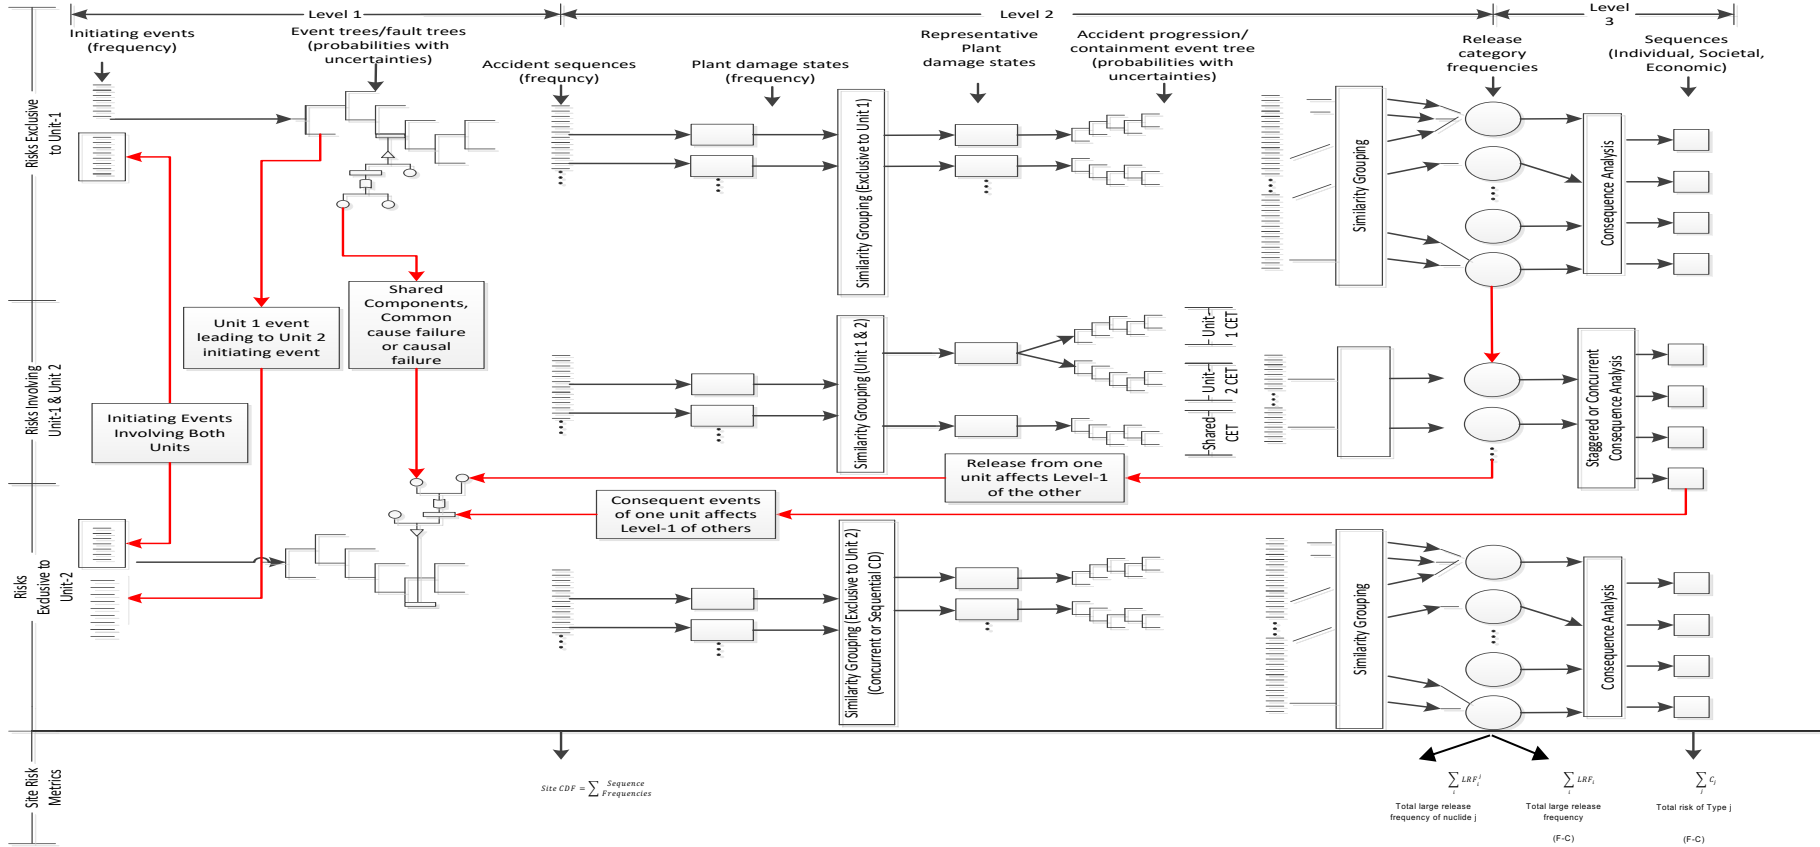 Level 1
Level 2
Level
3
Initiating events
(frequency)
Event trees/fault trees
(probabilities with
uncertainties)
Accident sequences
(frequncy)
Plant damage states
(frequency)
Representative
Plant
damage states
Accident progression/
containment event tree
(probabilities with
uncertainties)
Release
category
frequencies
Sequences
(Individual, Societal,
Economic)
Risks Exclusive
to Unit-1
Similarity Grouping (Exclusive to Unit 1)
Similarity Grouping
Consequence Analysis
Risks Involving
Unit-1 & Unit 2
Unit 1 event
leading to Unit 2
initiating event
Shared
Components,
Common
cause failure
or causal
failure
Initiating Events
Involving Both
Units
Similarity Grouping (Unit 1 & 2)
Unit-
1 CET
Unit-
2 CET
Shared
CET
Staggered or Concurrent
Consequence Analysis
Release from one
unit affects Level-1
of the other
Consequent events
of one unit affects
Level-1 of others
Risks
Exclusive to
Unit-2
Similarity Grouping (Exclusive to Unit 2)
(Concurrent or Sequential CD)
Similarity Grouping
Consequence Analysis
Site Risk
Metrics
Site CDF = ∑ Sequence
Frequencies
∑ LRF_i^j
i
Total large release
frequency of nuclide j
∑ LRF_i
i
Total large release
frequency
(F-C)
∑ C_j
j
Total risk of Type j
(F-C)